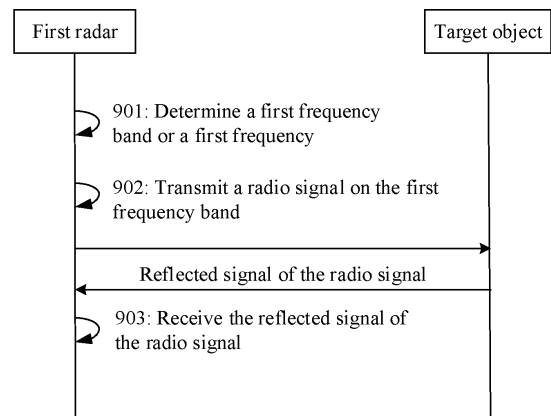 First radar
Target object
901: Determine a first frequency
band or a first frequency
902: Transmit a radio signal on the first
frequency band
Reflected signal of the radio signal
903: Receive the reflected signal of
the radio signal